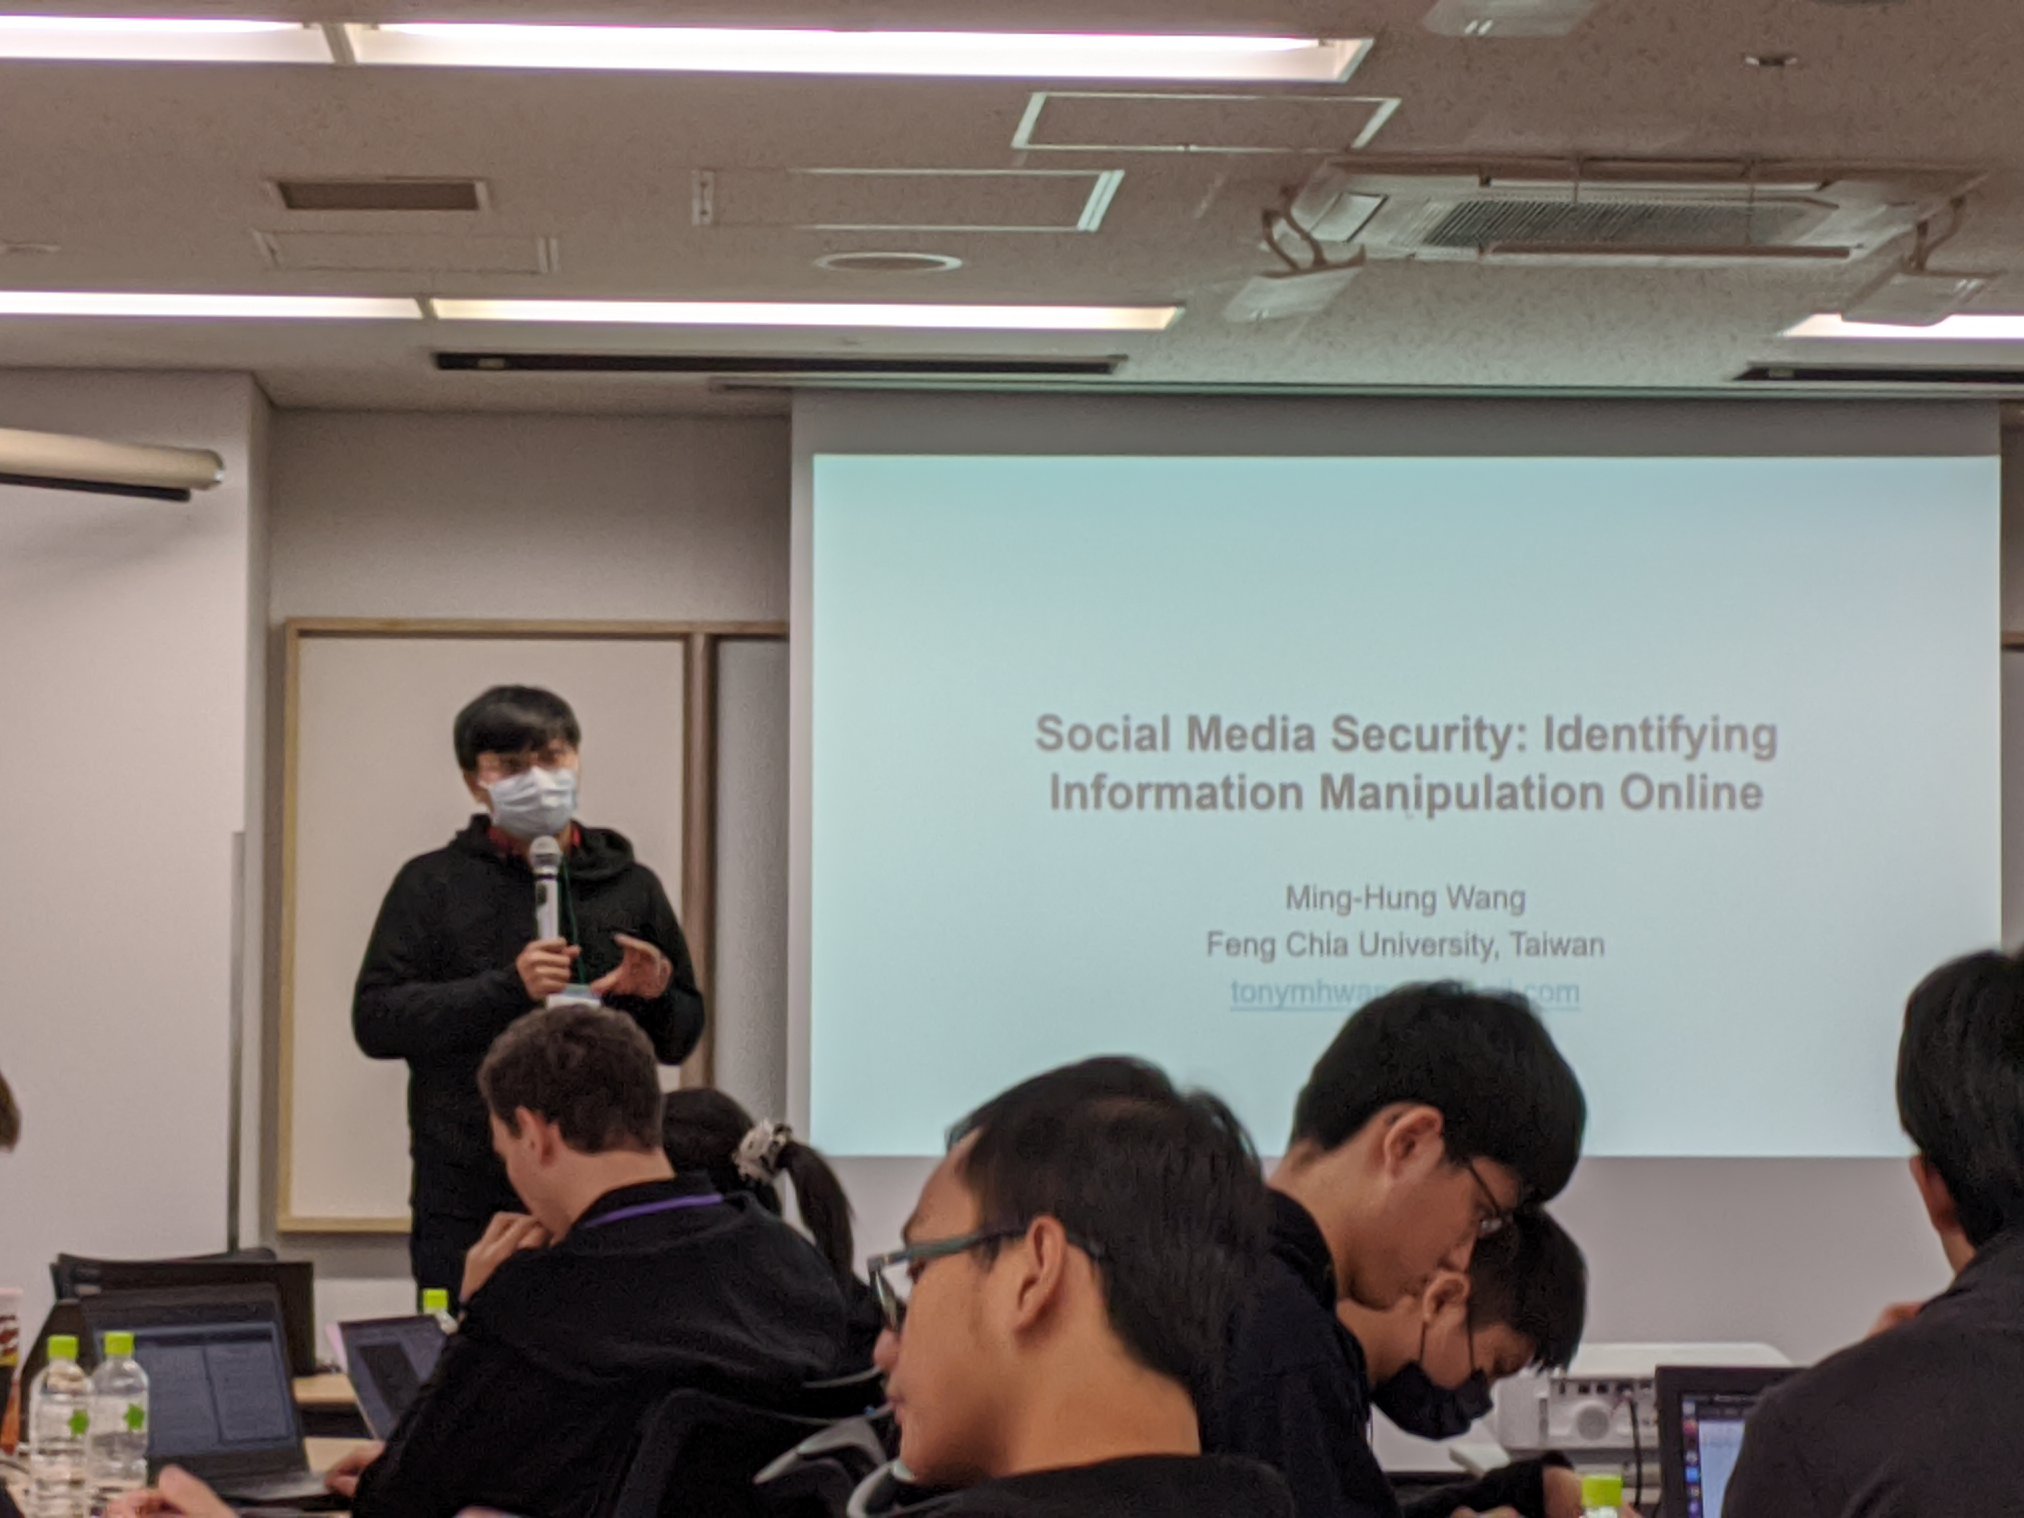 Social Media Security: Identifying
Information Manipulation Online
Ming-Hung Wang
Feng Chia University, Taiwan